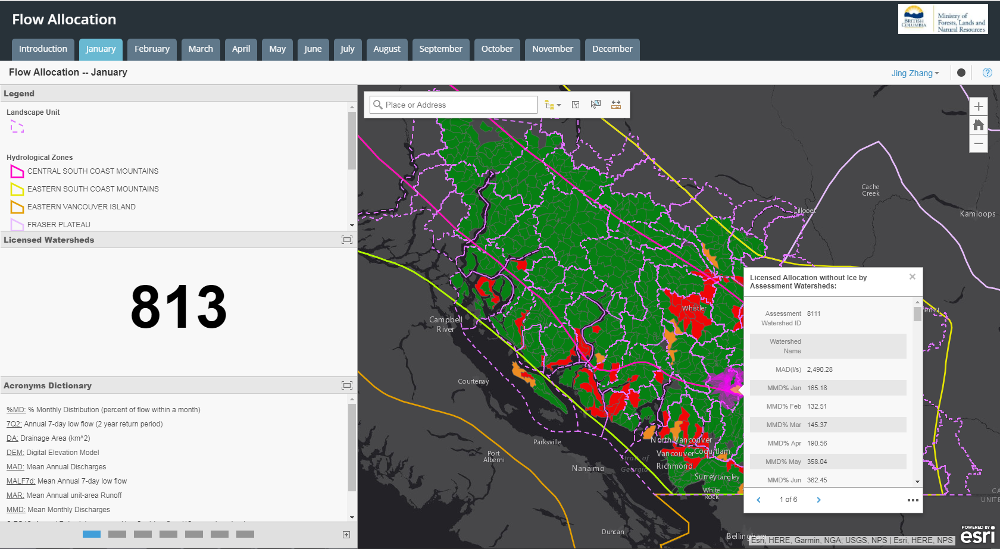 Flow Allocation
BRITISH
COLUMBIA
Ministry of
Forests, Lands and
Natural Resources
Introduction
January
February
March
April
May
June
July
August
September
October
November
December
Flow Allocation -- January
Jing Zhang
Legend
Landscape Unit
Hydrological Zones
CENTRAL SOUTH COAST MOUNTAINS
EASTERN SOUTH COAST MOUNTAINS
EASTERN VANCOUVER ISLAND
FRASER PLATEAU
Licensed Watersheds
813
Acronyms Dictionary
%MD: % Monthly Distribution (percent of flow within a month)
7Q2: Annual 7-day low flow (2 year return period)
DA: Drainage Area (km^2)
DEM: Digital Elevation Model
MAD: Mean Annual Discharges
MALF7d: Mean Annual 7-day low flow
MAR: Mean Annual unit-area Runoff
MMD: Mean Monthly Discharges
Place or Address
Cache
Creek
Lillooet
Kamloops
Whistler
Campbell
River
Courtenay
Parksville
Port
Alberni
Nanaimo
Strait of
Georgia
North Vancouver
Vancouver
Coquitlam
Richmond
Surrey
Langley
White
Rock
Duncan
Bellingham
Licensed Allocation without Ice by
Assessment Watersheds:
Assessment Watershed ID 8111
Watershed Name
MAD(l/s) 2,490.28
MMD% Jan 165.18
MMD% Feb 132.51
MMD% Mar 145.37
MMD% Apr 190.56
MMD% May 358.04
MMD% Jun 362.45
1 of 6
Esri, HERE, Garmin, NGA, USGS, NPS | Esri, HERE, NPS
POWERED BY
esri